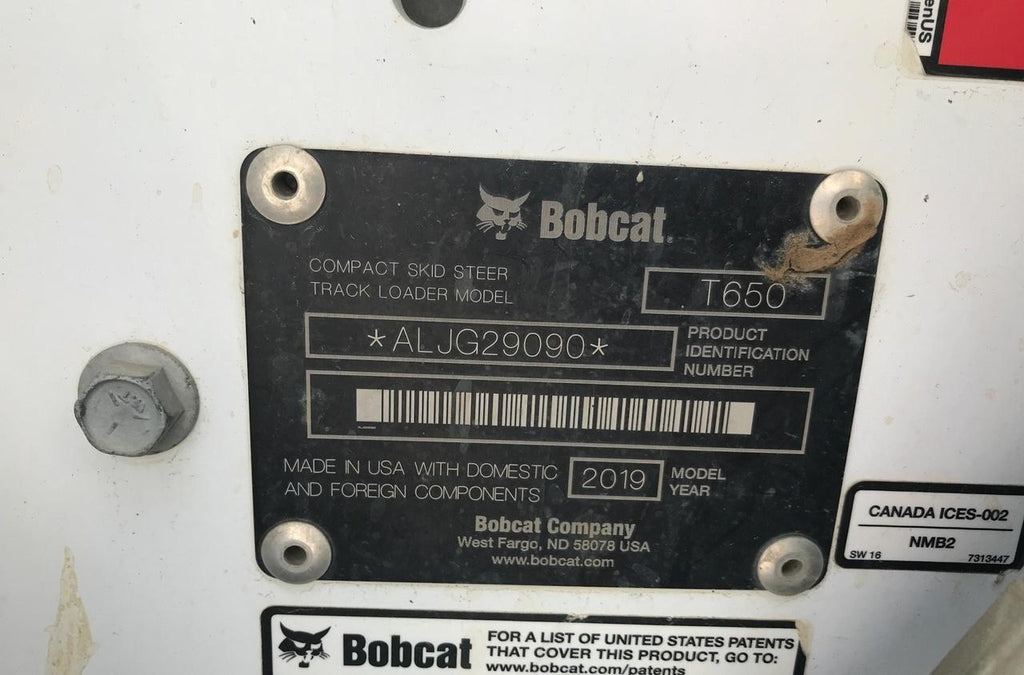 enUS
Bobcat
COMPACT SKID STEER
TRACK LOADER MODEL
T650
*ALJG29090*
PRODUCT
IDENTIFICATION
NUMBER
MADE IN USA WITH DOMESTIC
AND FOREIGN COMPONENTS
2019
MODEL
YEAR
Bobcat Company
West Fargo, ND 58078 USA
www.bobcat.com
CANADA ICES-002
NMB2
SW 16
7313447
Bobcat
FOR A LIST OF UNITED STATES PATENTS
THAT COVER THIS PRODUCT, GO TO:
www.bobcat.com/patents